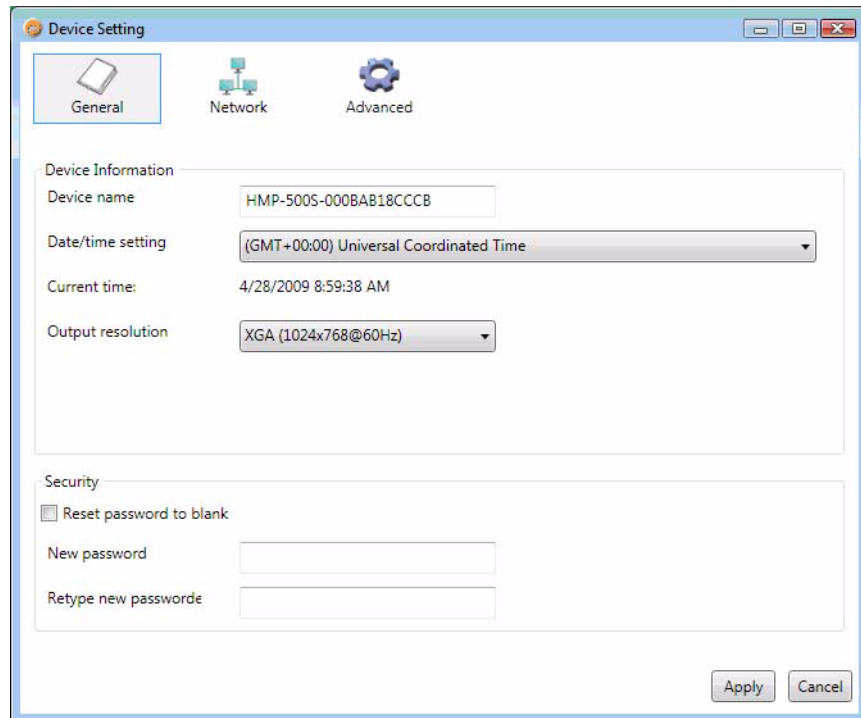 Device Setting
General
Network
Advanced
Device Information
Device name
HMP-500S-000BAB18CCCB
Date/time setting
(GMT+00:00) Universal Coordinated Time
Current time:
4/28/2009 8:59:38 AM
Output resolution
XGA (1024x768@60Hz)
Security
Reset password to blank
New password
Retype new passworde
Apply
Cancel